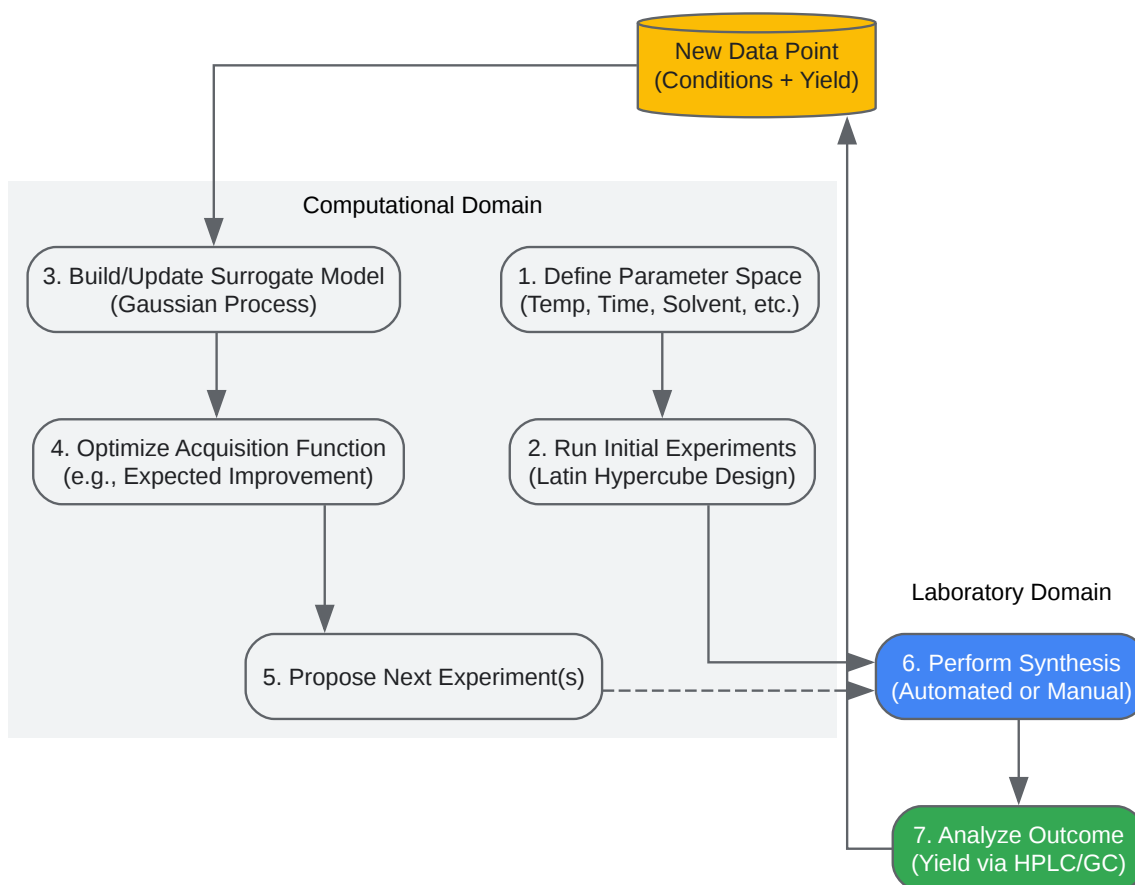 New Data Point
(Conditions + Yield)
Computational Domain
3. Build/Update Surrogate Model
(Gaussian Process)
1. Define Parameter Space
(Temp, Time, Solvent, etc.)
4. Optimize Acquisition Function
(e.g., Expected Improvement)
2. Run Initial Experiments
(Latin Hypercube Design)
Laboratory Domain
5. Propose Next Experiment(s)
6. Perform Synthesis
(Automated or Manual)
7. Analyze Outcome
(Yield via HPLC/GC)